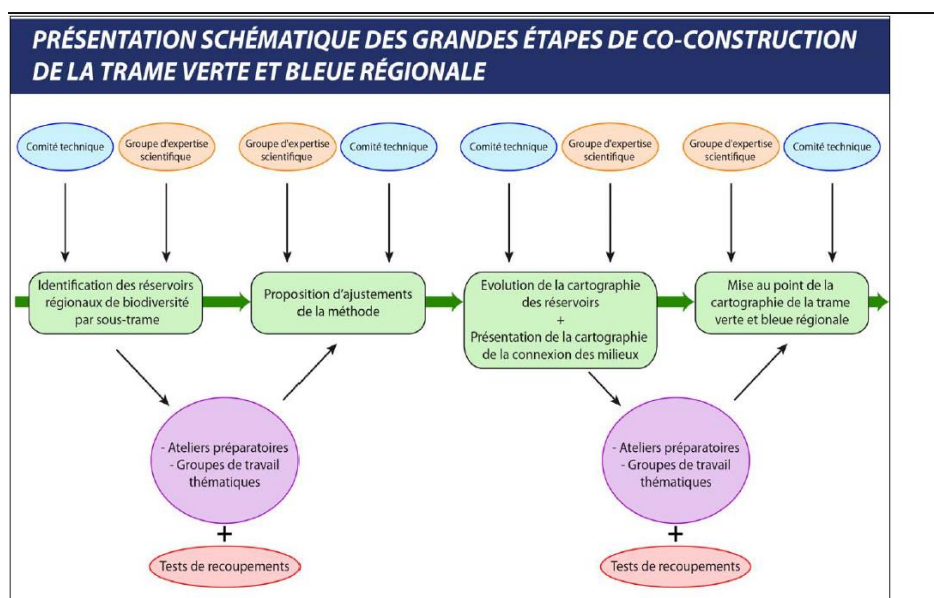 PRÉSENTATION SCHÉMATIQUE DES GRANDES ÉTAPES DE CO-CONSTRUCTION
DE LA TRAME VERTE ET BLEUE RÉGIONALE
Comité technique
Groupe d'expertise
scientifique
Groupe d'expertise
scientifique
Comité technique
Comité technique
Groupe d'expertise
scientifique
Groupe d'expertise
scientifique
Comité technique
Identification des réservoirs
régionaux de biodiversité
par sous-trame
Proposition d'ajustements
de la méthode
Evolution de la cartographie
des réservoirs
+
Présentation de la cartographie
de la connexion des milieux
Mise au point de la
cartographie de la trame
verte et bleue régionale
- Ateliers préparatoires
- Groupes de travail
thématiques
+
Tests de recoupements
- Ateliers préparatoires
- Groupes de travail
thématiques
+
Tests de recoupements